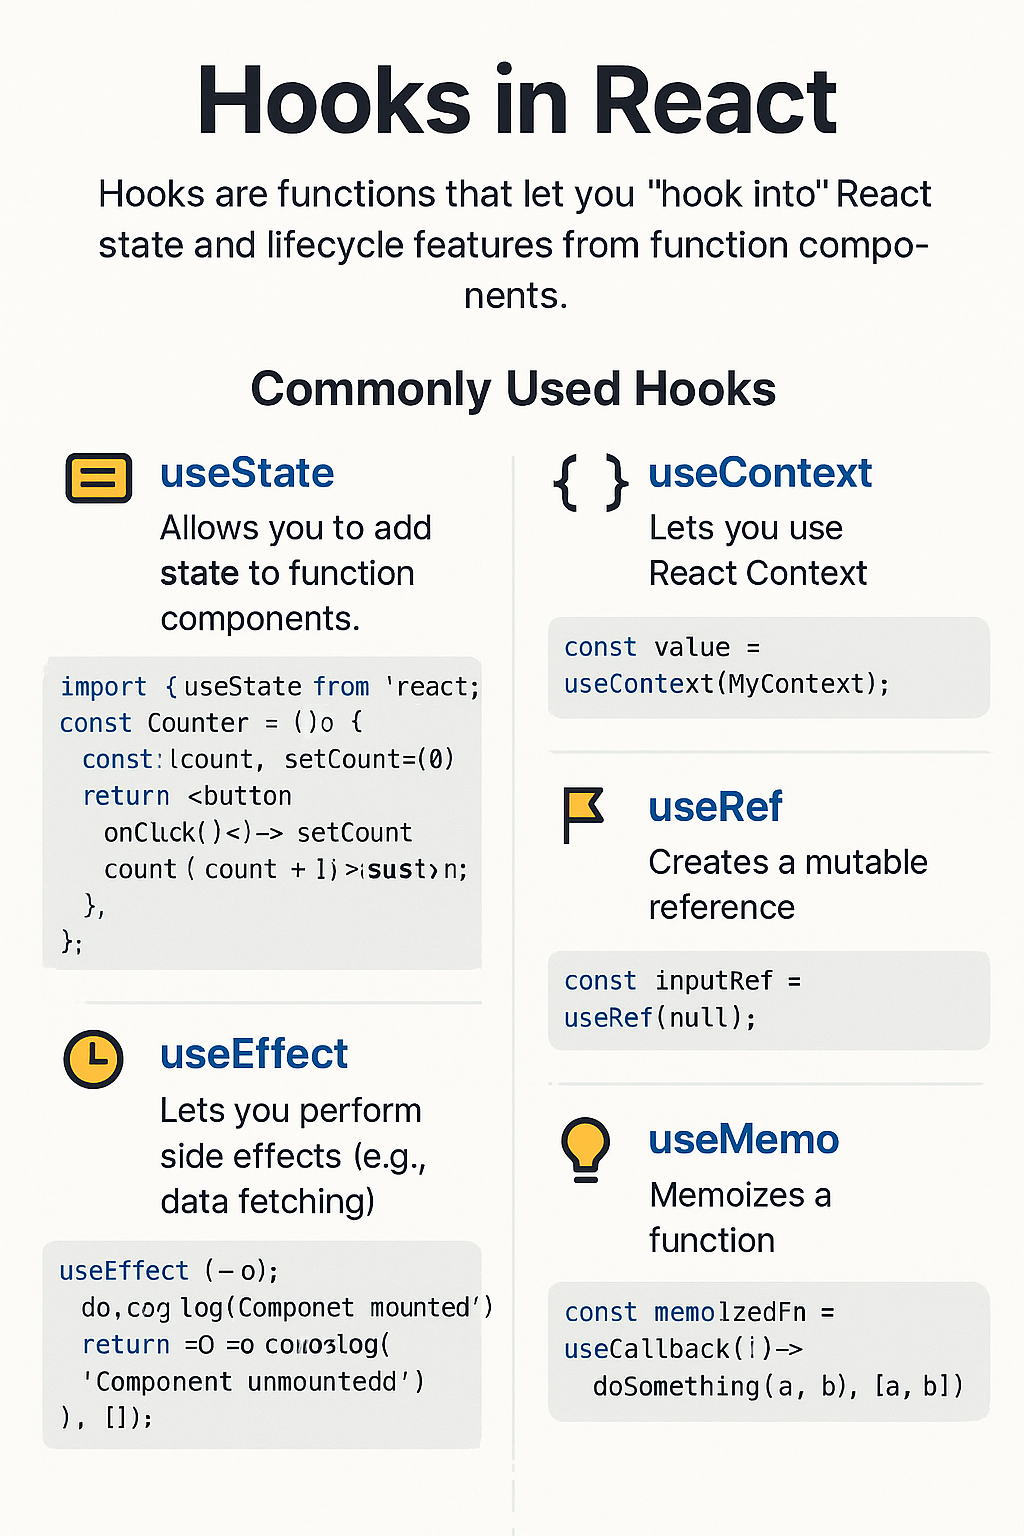 Hooks in React
Hooks are functions that let you "hook into" React
state and lifecycle features from function compo-
nents.
Commonly Used Hooks
useState
Allows you to add
state to function
components.
import { useState from 'react;
const Counter = ()o {
const: lcount, setCount=(0)
return <button
onClıck()<)—> setCount
count ( count + 1) >
},
};
useEffect
Lets you perform
side effects (e.g.,
data fetching)
useEffect (— o);
do,cog log(Componet mounted')
return =O =o
'Component unmountedd')
), []);
{ } useContext
Lets you use
React Context
const value =
useContext(MyContext);
useRef
Creates a mutable
reference
const inputRef =
useRef(null);
useMemo
Memoizes a
function
const memolzedFn =
useCallback(i)—>
doSomething(a, b), [a, b])